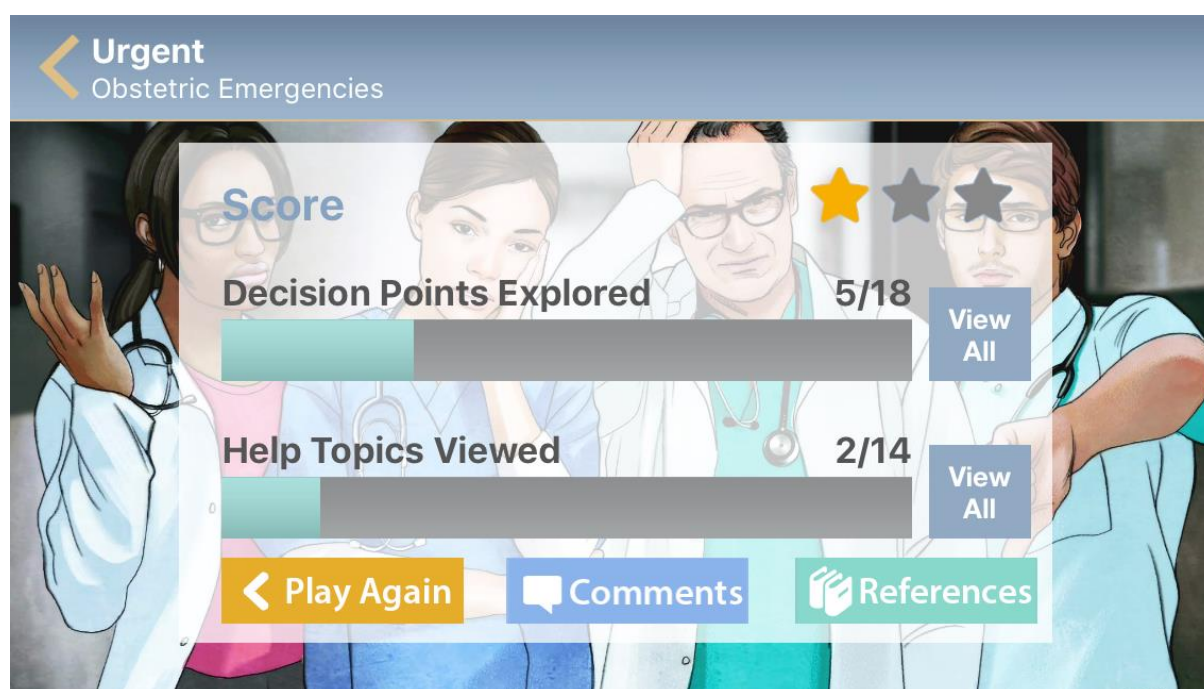 Urgent
Obstetric Emergencies
Score
Decision Points Explored 5/18
View
All
Help Topics Viewed 2/14
View
All
Play Again Comments References